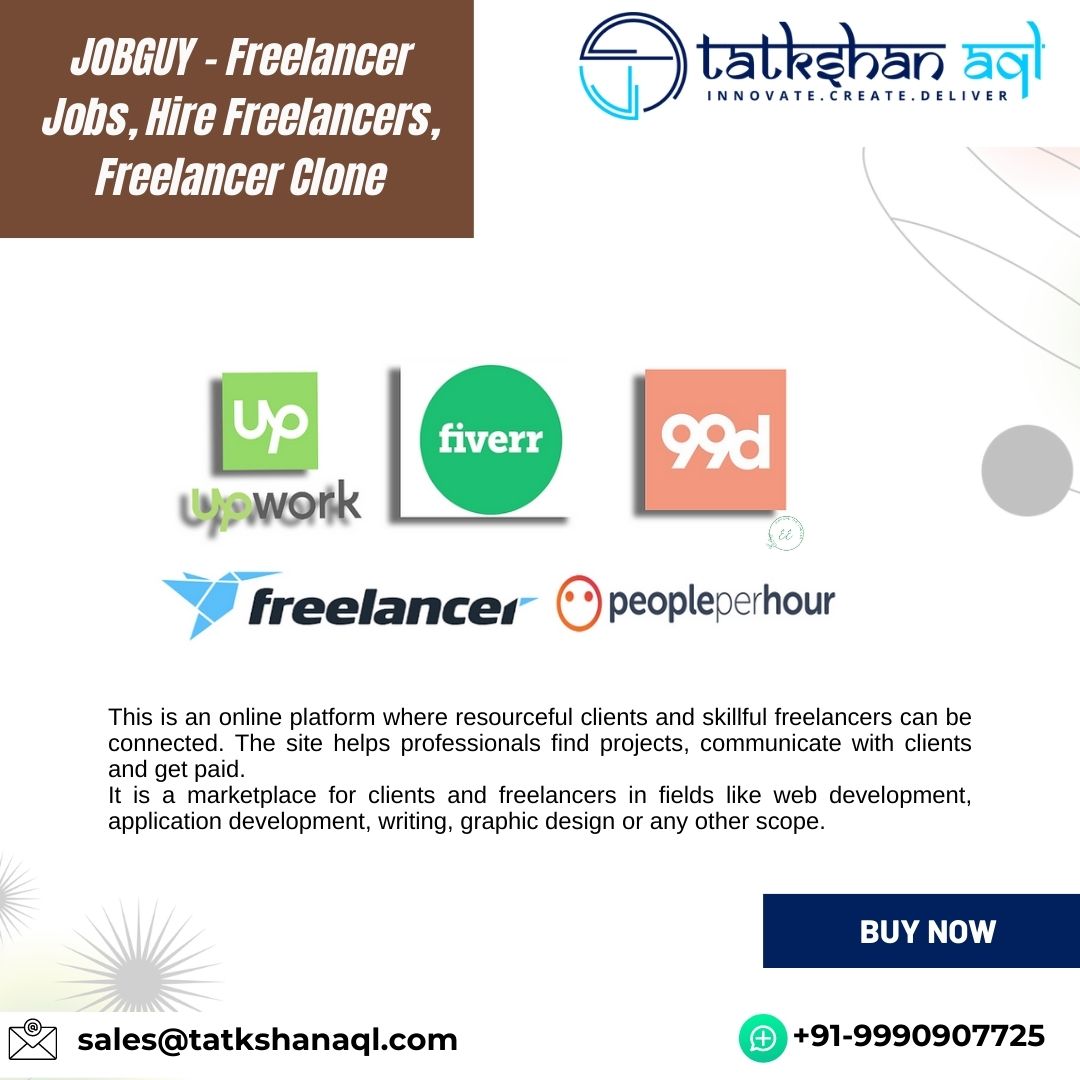 JOBGUY - Freelancer
Jobs, Hire Freelancers,
Freelancer Clone
tatkshan aql
INNOVATE.CREATE.DELIVER
up
upwork
fiverr
99d
EE
freelancer
peopleperhour
This is an online platform where resourceful clients and skillful freelancers can be
connected. The site helps professionals find projects, communicate with clients
and get paid.
It is a marketplace for clients and freelancers in fields like web development,
application development, writing, graphic design or any other scope.
BUY NOW
@
sales@tatkshanaql.com
+91-9990907725